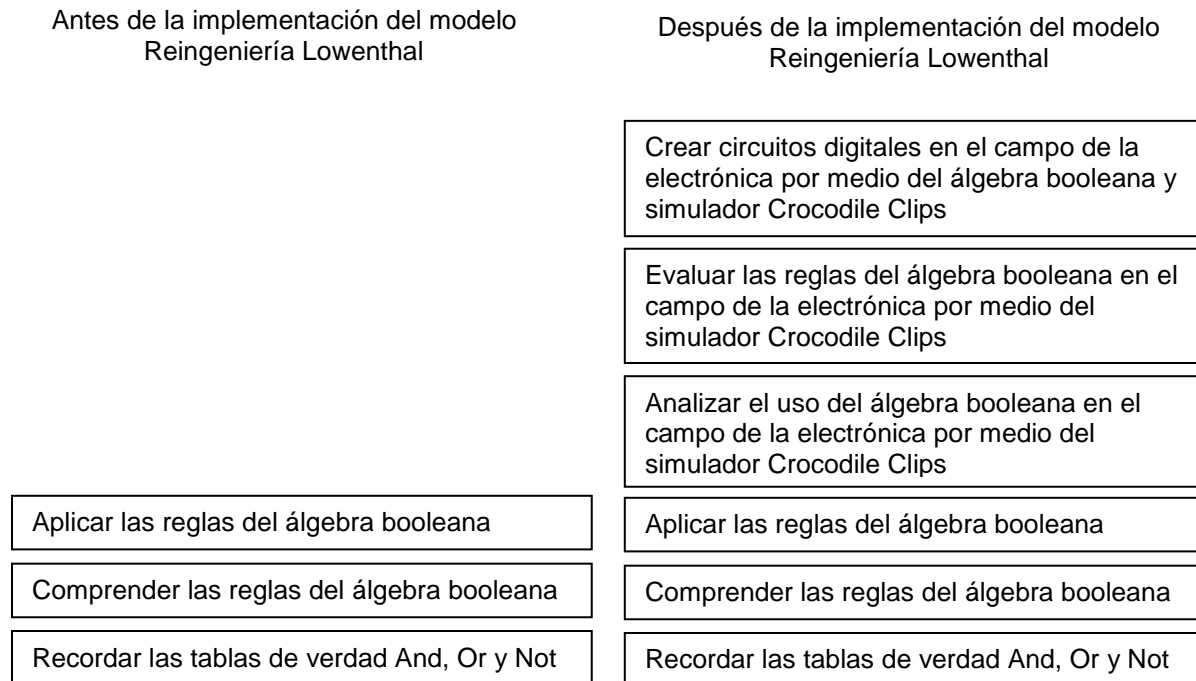 Antes de la implementación del modelo
Reingeniería Lowenthal
Después de la implementación del modelo
Reingeniería Lowenthal
Crear circuitos digitales en el campo de la
electrónica por medio del álgebra booleana y
simulador Crocodile Clips
Evaluar las reglas del álgebra booleana en el
campo de la electrónica por medio del
simulador Crocodile Clips
Analizar el uso del álgebra booleana en el
campo de la electrónica por medio del
simulador Crocodile Clips
Aplicar las reglas del álgebra booleana
Aplicar las reglas del álgebra booleana
Comprender las reglas del álgebra booleana
Comprender las reglas del álgebra booleana
Recordar las tablas de verdad And, Or y Not
Recordar las tablas de verdad And, Or y Not